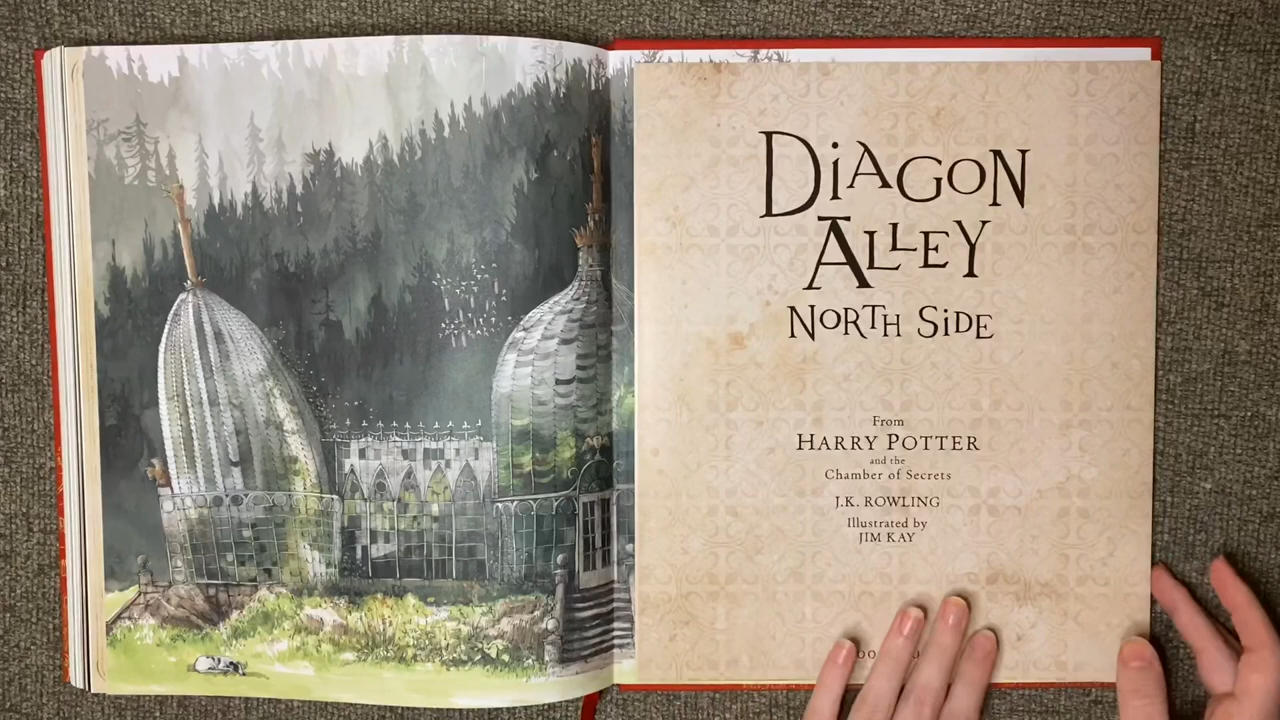 DiAGON
ALLEY
NORTH SiDE
From
HARRY POTTER
and the
Chamber of Secrets
J.K. ROWLING
Illustrated by
JIM KAY